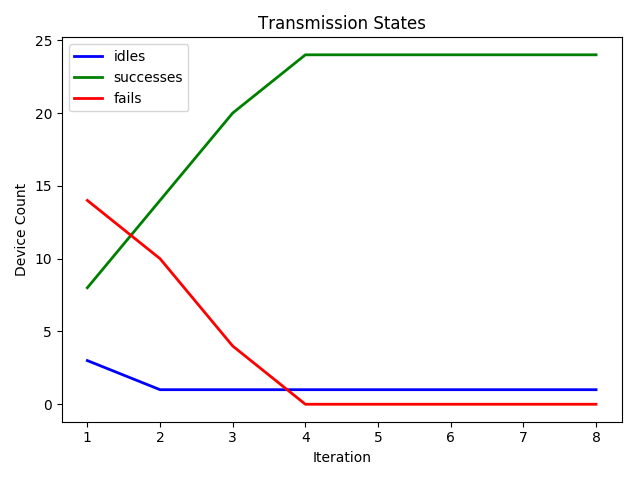 Transmission States
idles
successes
fails
Device Count
25
20
15
10
5
0
1 2 3 4 5 6 7 8
Iteration